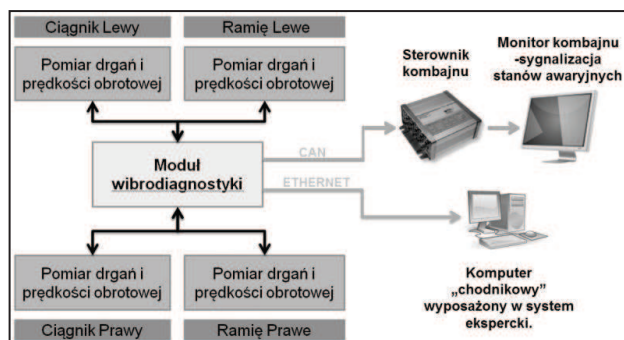 Ciągnik Lewy
Ramię Lewe
Pomiar drgań i
prędkości obrotowej
Pomiar drgań i
prędkości obrotowej
Sterownik
kombajnu
Monitor kombajnu
-sygnalizacja
stanów awaryjnych
Moduł
wibrodiagnostyki
CAN
ETHERNET
Pomiar drgań i
prędkości obrotowej
Pomiar drgań i
prędkości obrotowej
Ciągnik Prawy
Ramię Prawe
Komputer
„chodnikowy”
wyposażony w system
ekspercki.